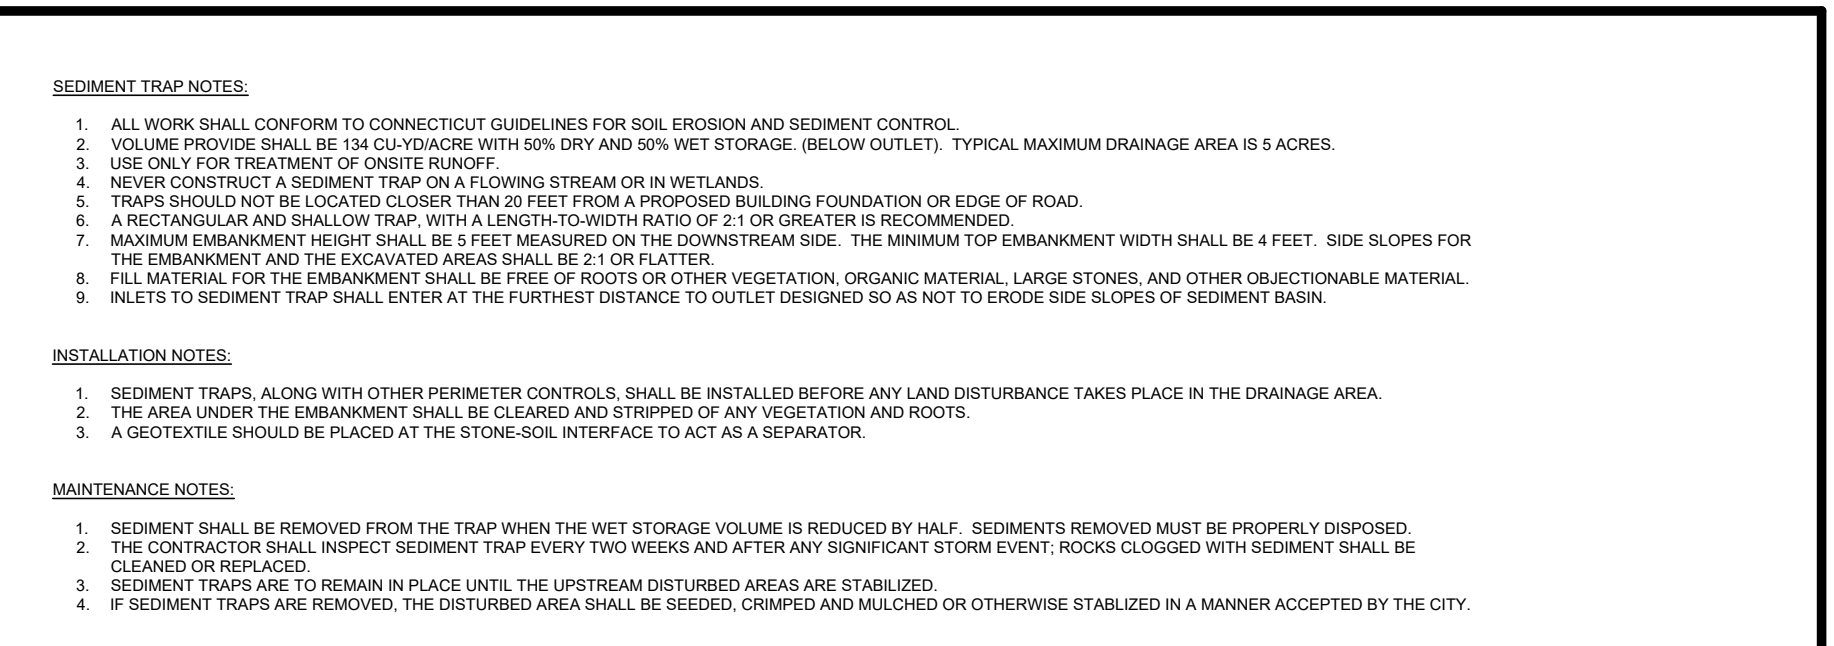 SEDIMENT TRAP NOTES:
1. ALL WORK SHALL CONFORM TO CONNECTICUT GUIDELINES FOR SOIL EROSION AND SEDIMENT CONTROL.
2. VOLUME PROVIDE SHALL BE 134 CU-YD/ACRE WITH 50% DRY AND 50% WET STORAGE. (BELOW OUTLET). TYPICAL MAXIMUM DRAINAGE AREA IS 5 ACRES.
3. USE ONLY FOR TREATMENT OF ONSITE RUNOFF.
4. NEVER CONSTRUCT A SEDIMENT TRAP ON A FLOWING STREAM OR IN WETLANDS.
5. TRAPS SHOULD NOT BE LOCATED CLOSER THAN 20 FEET FROM A PROPOSED BUILDING FOUNDATION OR EDGE OF ROAD.
6. A RECTANGULAR AND SHALLOW TRAP, WITH A LENGTH-TO-WIDTH RATIO OF 2:1 OR GREATER IS RECOMMENDED.
7. MAXIMUM EMBANKMENT HEIGHT SHALL BE 5 FEET MEASURED ON THE DOWNSTREAM SIDE. THE MINIMUM TOP EMBANKMENT WIDTH SHALL BE 4 FEET. SIDE SLOPES FOR
THE EMBANKMENT AND THE EXCAVATED AREAS SHALL BE 2:1 OR FLATTER.
8. FILL MATERIAL FOR THE EMBANKMENT SHALL BE FREE OF ROOTS OR OTHER VEGETATION, ORGANIC MATERIAL, LARGE STONES, AND OTHER OBJECTIONABLE MATERIAL.
9. INLETS TO SEDIMENT TRAP SHALL ENTER AT THE FURTHEST DISTANCE TO OUTLET DESIGNED SO AS NOT TO ERODE SIDE SLOPES OF SEDIMENT BASIN.
INSTALLATION NOTES:
1. SEDIMENT TRAPS, ALONG WITH OTHER PERIMETER CONTROLS, SHALL BE INSTALLED BEFORE ANY LAND DISTURBANCE TAKES PLACE IN THE DRAINAGE AREA.
2. THE AREA UNDER THE EMBANKMENT SHALL BE CLEARED AND STRIPPED OF ANY VEGETATION AND ROOTS.
3. A GEOTEXTILE SHOULD BE PLACED AT THE STONE-SOIL INTERFACE TO ACT AS A SEPARATOR.
MAINTENANCE NOTES:
1. SEDIMENT SHALL BE REMOVED FROM THE TRAP WHEN THE WET STORAGE VOLUME IS REDUCED BY HALF. SEDIMENTS REMOVED MUST BE PROPERLY DISPOSED.
2. THE CONTRACTOR SHALL INSPECT SEDIMENT TRAP EVERY TWO WEEKS AND AFTER ANY SIGNIFICANT STORM EVENT; ROCKS CLOGGED WITH SEDIMENT SHALL BE
CLEANED OR REPLACED.
3. SEDIMENT TRAPS ARE TO REMAIN IN PLACE UNTIL THE UPSTREAM DISTURBED AREAS ARE STABILIZED.
4. IF SEDIMENT TRAPS ARE REMOVED, THE DISTURBED AREA SHALL BE SEEDED, CRIMPED AND MULCHED OR OTHERWISE STABLIZED IN A MANNER ACCEPTED BY THE CITY.